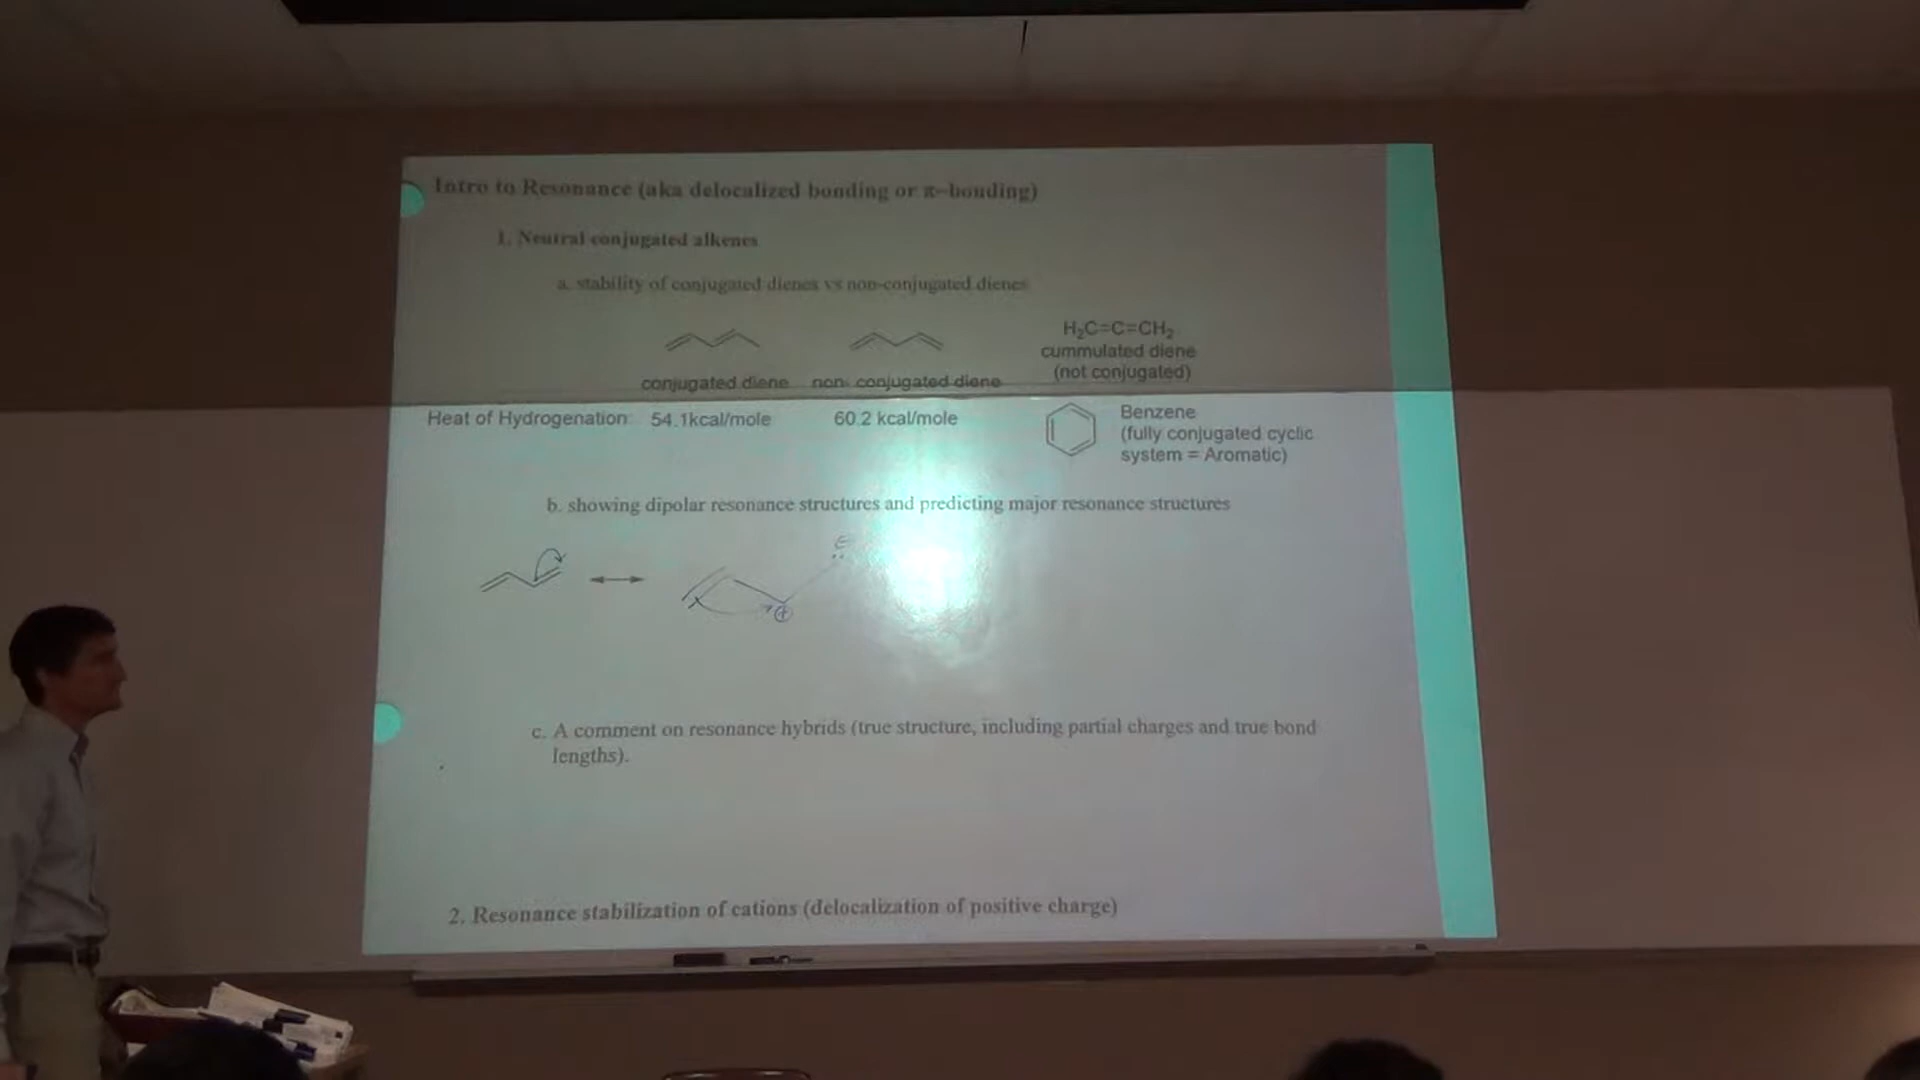 Intro to Resonance (aka delocalized bonding or π-bonding)
1. Neutral conjugated alkenes
a. stability of conjugated dienes vs non-conjugated dienes
H₂C=C=CH₂
cummulated diene
(not conjugated)
conjugated diene non- conjugated diene
Heat of Hydrogenation: 54.1kcal/mole 60.2 kcal/mole
Benzene
(fully conjugated cyclic
system = Aromatic)
b. showing dipolar resonance structures and predicting major resonance structures
⊖
⊕
c. A comment on resonance hybrids (true structure, including partial charges and true bond
lengths).
2. Resonance stabilization of cations (delocalization of positive charge)